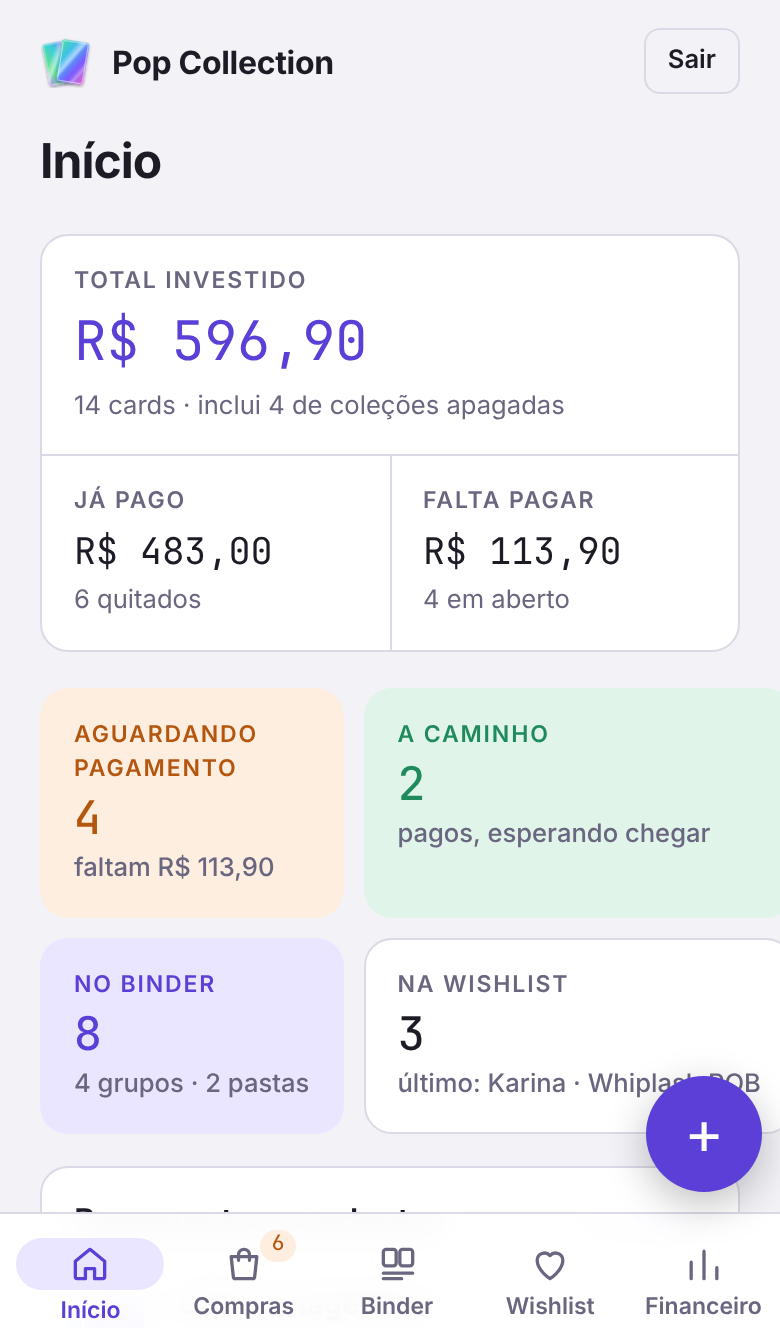 Pop Collection
Sair
Início
TOTAL INVESTIDO
R$ 596,90
14 cards · inclui 4 de coleções apagadas
JÁ PAGO
R$ 483,00
6 quitados
FALTA PAGAR
R$ 113,90
4 em aberto
AGUARDANDO
PAGAMENTO
4
faltam R$ 113,90
A CAMINHO
2
pagos, esperando chegar
NO BINDER
8
4 grupos · 2 pastas
NA WISHLIST
3
último: Karina · Whiplash POB
+
6
Início
Compras
Binder
Wishlist
Financeiro